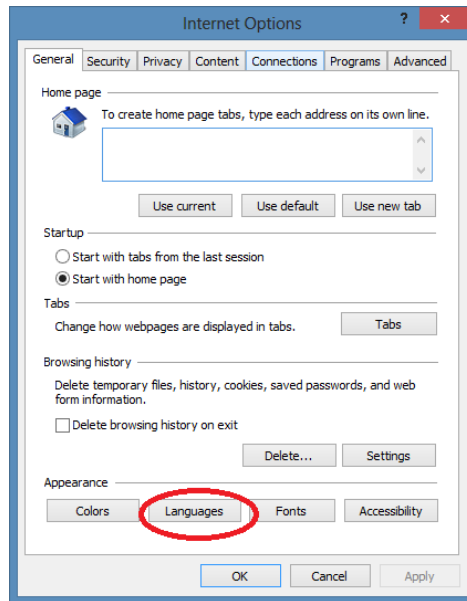 Internet Options
?
×
General Security Privacy Content Connections Programs Advanced
Home page
To create home page tabs, type each address on its own line.
Use current Use default Use new tab
Startup
Start with tabs from the last session
Start with home page
Tabs
Change how webpages are displayed in tabs. Tabs
Browsing history
Delete temporary files, history, cookies, saved passwords, and web
form information.
Delete browsing history on exit
Delete... Settings
Appearance
Colors Languages Fonts Accessibility
OK Cancel Apply